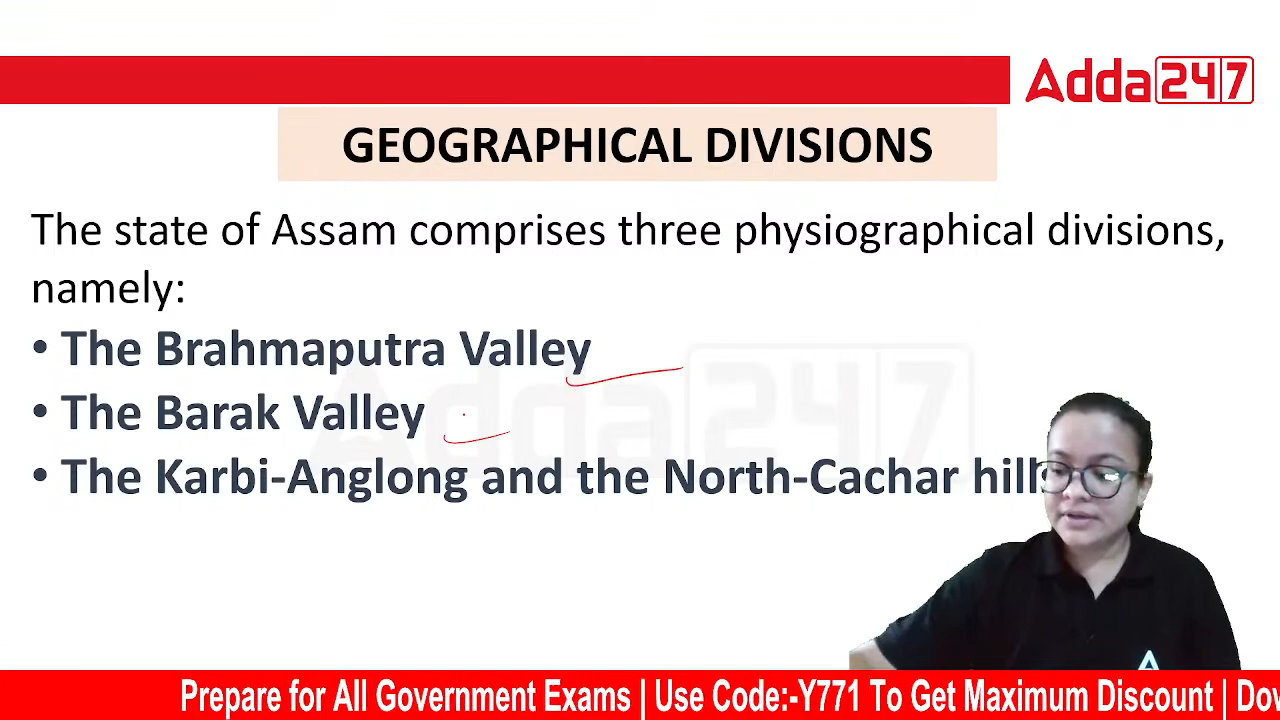 Adda247
GEOGRAPHICAL DIVISIONS
The state of Assam comprises three physiographical divisions,
namely:
• The Brahmaputra Valley
• The Barak Valley
• The Karbi-Anglong and the North-Cachar hill
Adda247
Prepare for All Government Exams | Use Code:-Y771 To Get Maximum Discount | Dov